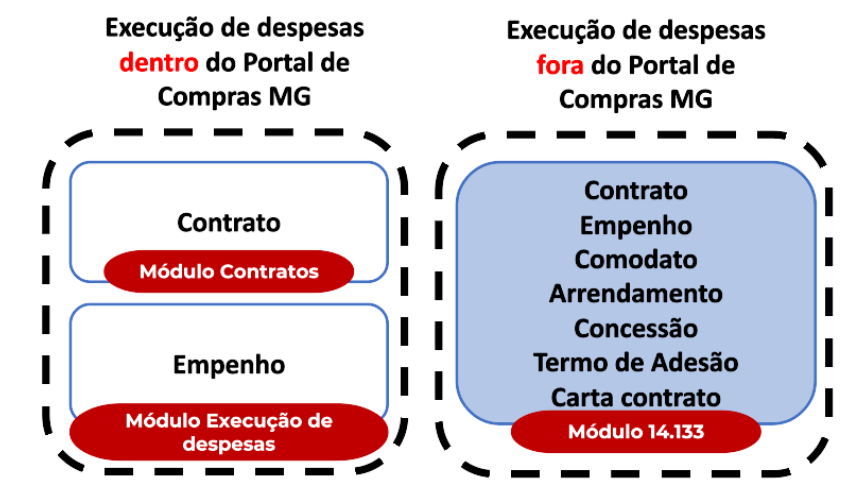 Execução de despesas
dentro do Portal de
Compras MG
Contrato
Módulo Contratos
Empenho
Módulo Execução de
despesas
Execução de despesas
fora do Portal de
Compras MG
Contrato
Empenho
Comodato
Arrendamento
Concessão
Termo de Adesão
Carta contrato
Módulo 14.133